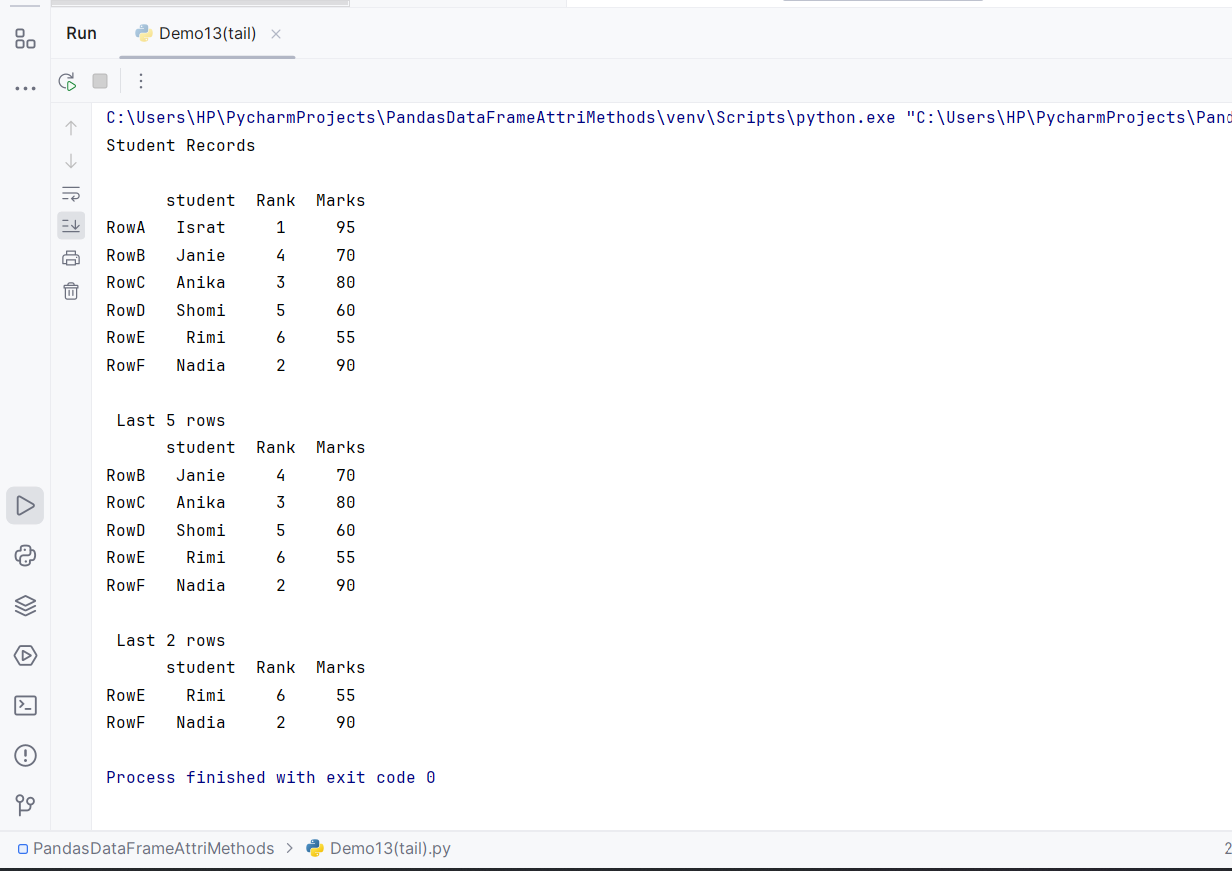 Run Demo13(tail)
C:\Users\HP\PycharmProjects\PandasDataFrameAttriMethods\venv\Scripts\python.exe "C:\Users\HP\PycharmProjects\Pand
Student Records
student Rank Marks
RowA Israt 1 95
RowB Janie 4 70
RowC Anika 3 80
RowD Shomi 5 60
RowE Rimi 6 55
RowF Nadia 2 90
Last 5 rows
student Rank Marks
RowB Janie 4 70
RowC Anika 3 80
RowD Shomi 5 60
RowE Rimi 6 55
RowF Nadia 2 90
Last 2 rows
student Rank Marks
RowE Rimi 6 55
RowF Nadia 2 90
Process finished with exit code 0
PandasDataFrameAttriMethods > Demo13(tail).py